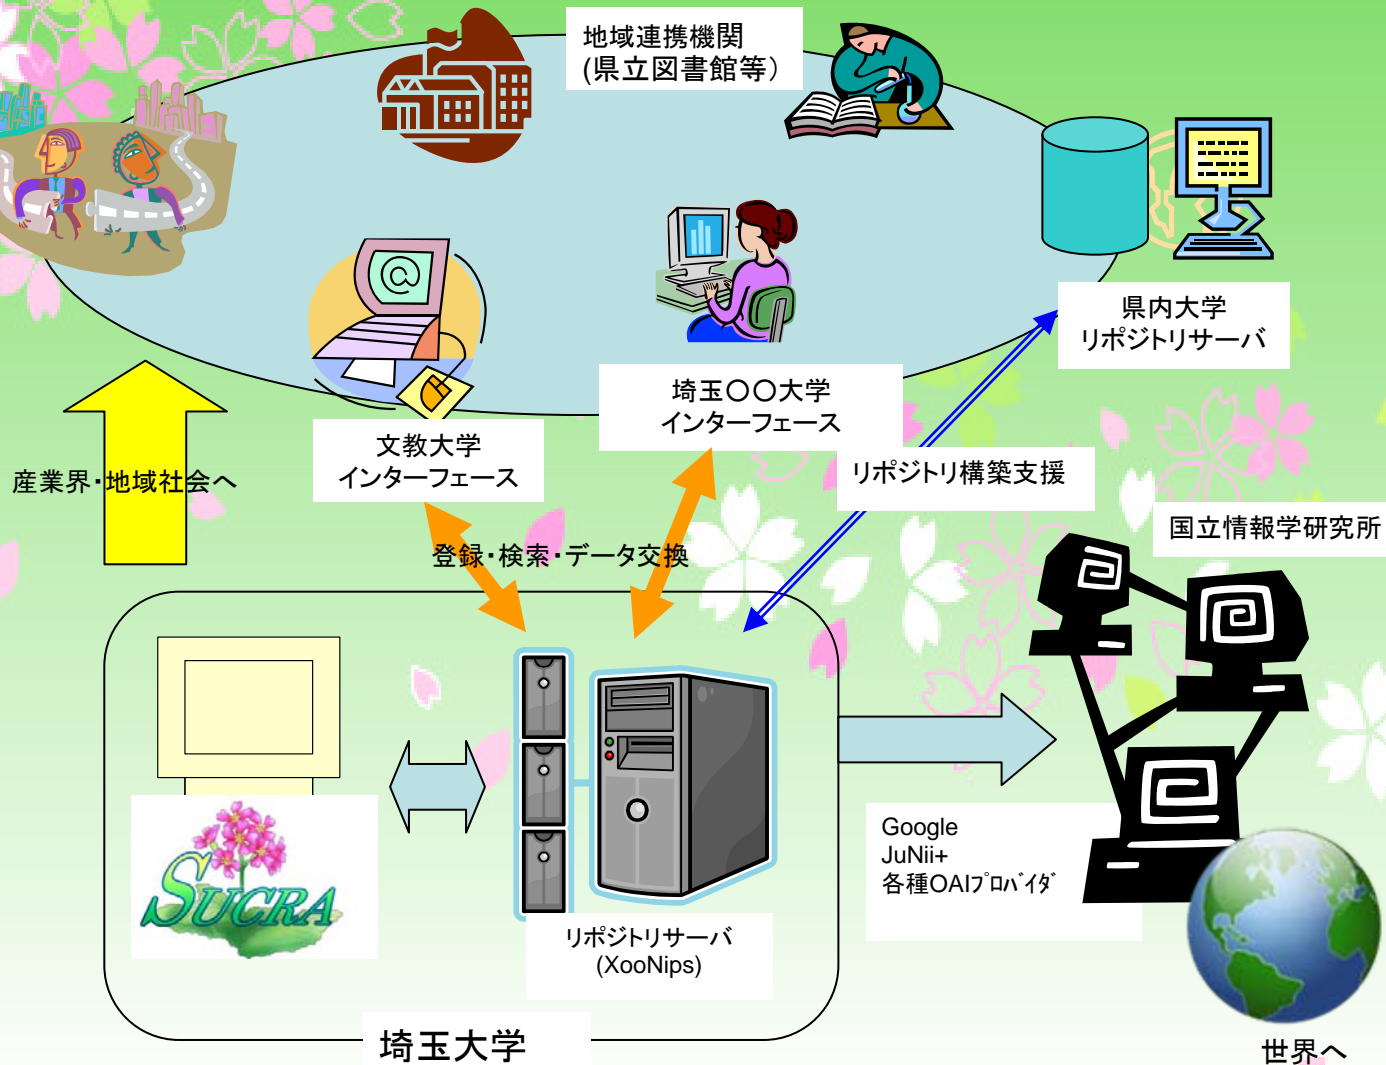 地域連携機関
(県立図書館等）
県内大学
リポジトリサーバ
埼玉〇〇大学
インターフェース
文教大学
インターフェース
リポジトリ構築支援
産業界・地域社会へ
国立情報学研究所
登録・検索・データ交換
Google
JuNii+
各種OAIﾌﾟﾛﾊﾞｲﾀﾞ
SUCRA
リポジトリサーバ
(XooNips)
埼玉大学
世界へ